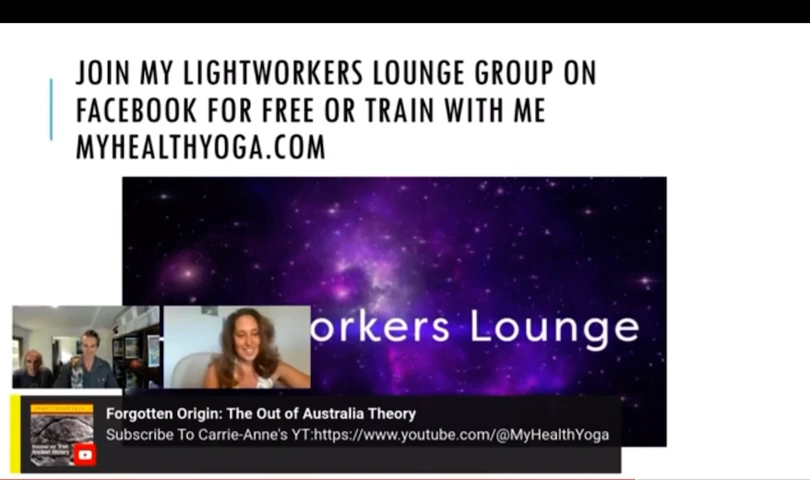 JOIN MY LIGHTWORKERS LOUNGE GROUP ON
FACEBOOK FOR FREE OR TRAIN WITH ME
MYHEALTHYOGA.COM
orkers Lounge
Forgotten Origin: The Out of Australia Theory
Subscribe To Carrie-Anne's YT:https://www.youtube.com/@MyHealthYoga